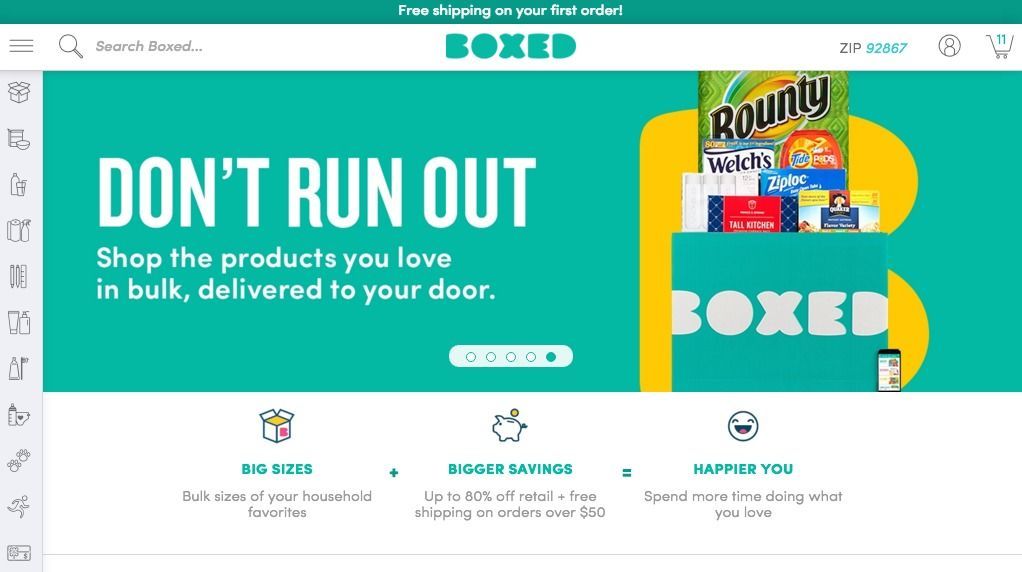 Free shipping on your first order!
Search Boxed...
BOXED
ZIP 92867
11
DON'T RUN OUT
Shop the products you love
in bulk, delivered to your door.
Bounty
Welch's
Tide
PODS
Ziploc
TALL KITCHEN
QUAKER
Flavor Variety
BOXED
BIG SIZES
+
BIGGER SAVINGS
=
HAPPIER YOU
Bulk sizes of your household
favorites
Up to 80% off retail + free
shipping on orders over $50
Spend more time doing what
you love